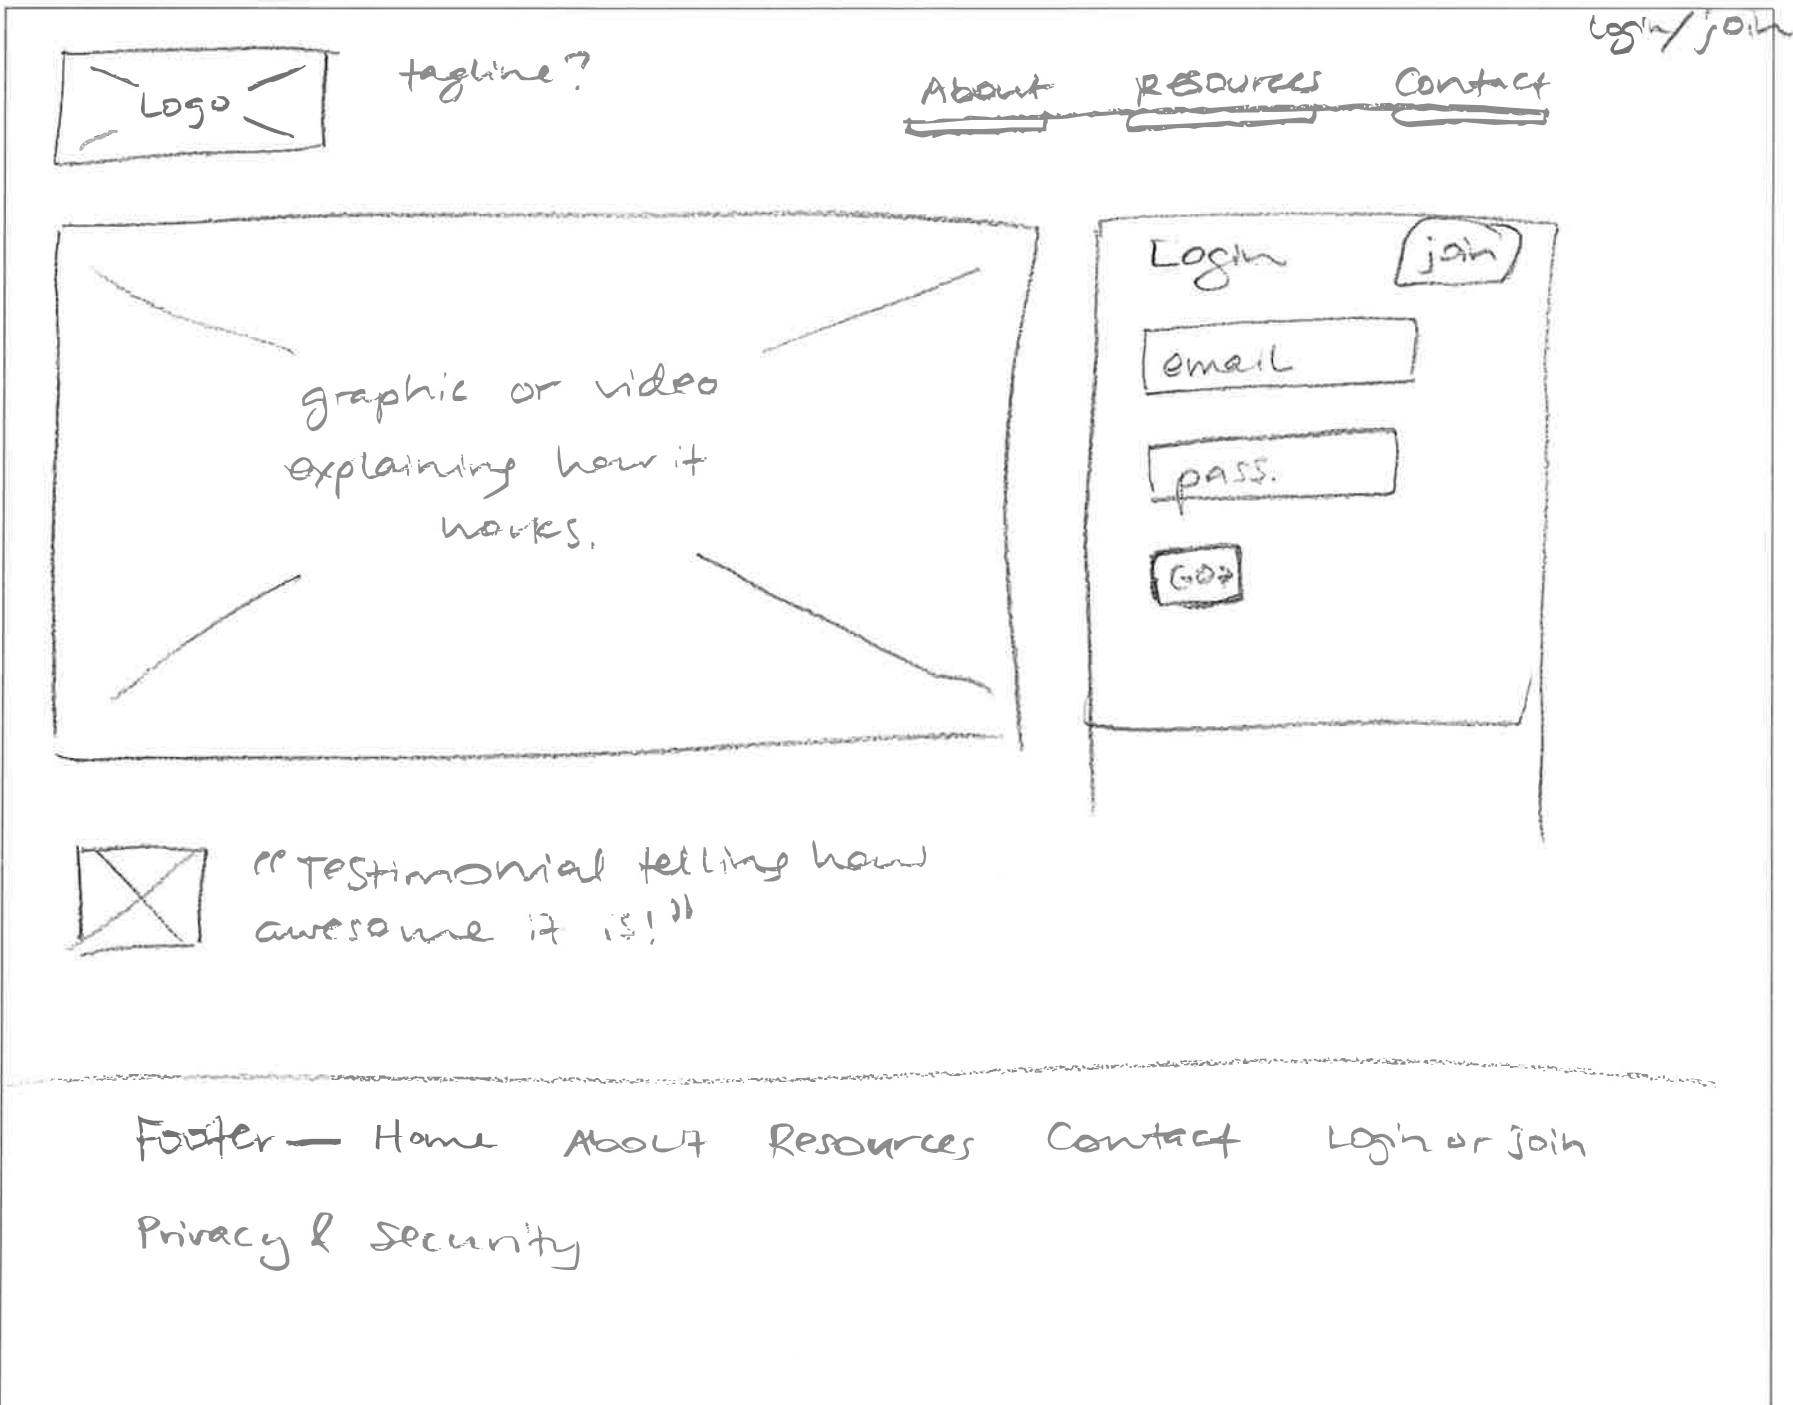 Login/join
Logo
tagline?
About Resources Contact
graphic or video
explaining how it
works.
Login
join
email
pass.
GO→
"Testimonial telling how
awesome it is!"
Footer — Home About Resources Contact Login or join
Privacy & Security